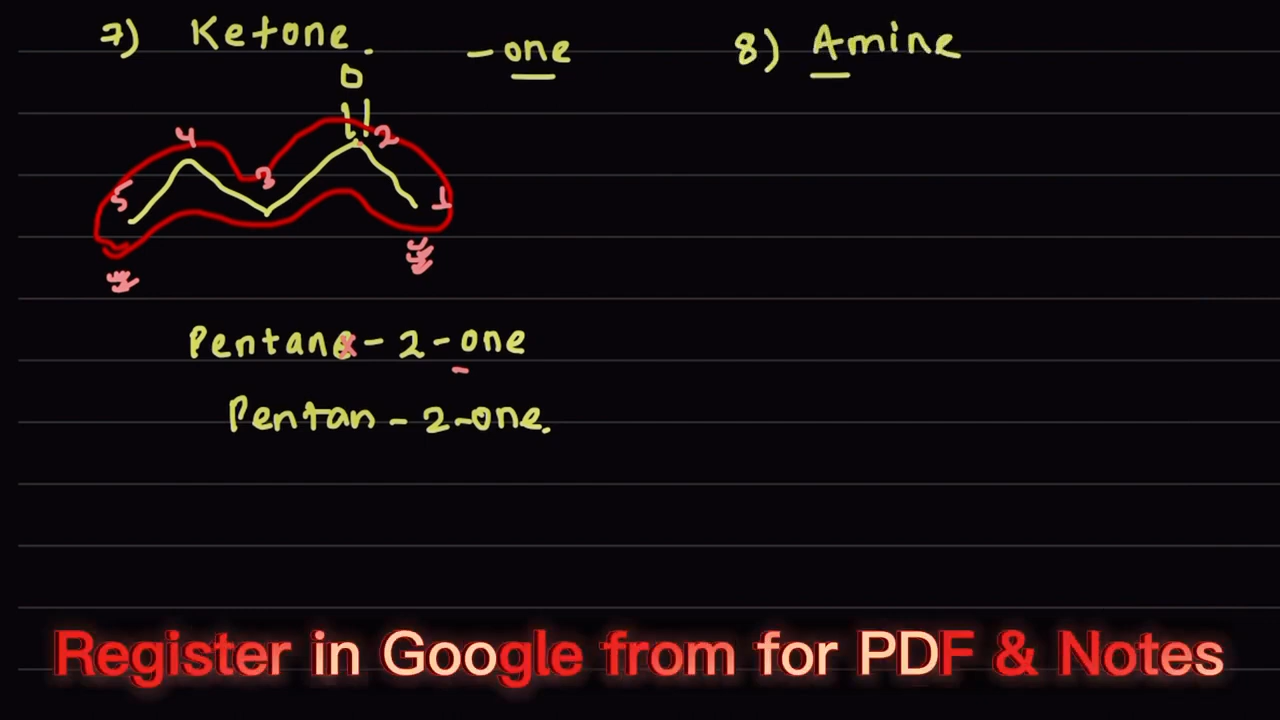 7) Ketone. - one
O
4
2
3
5
1
Pentane - 2 - one
Pentan - 2 - one.
8) Amine
Register in Google from for PDF & Notes